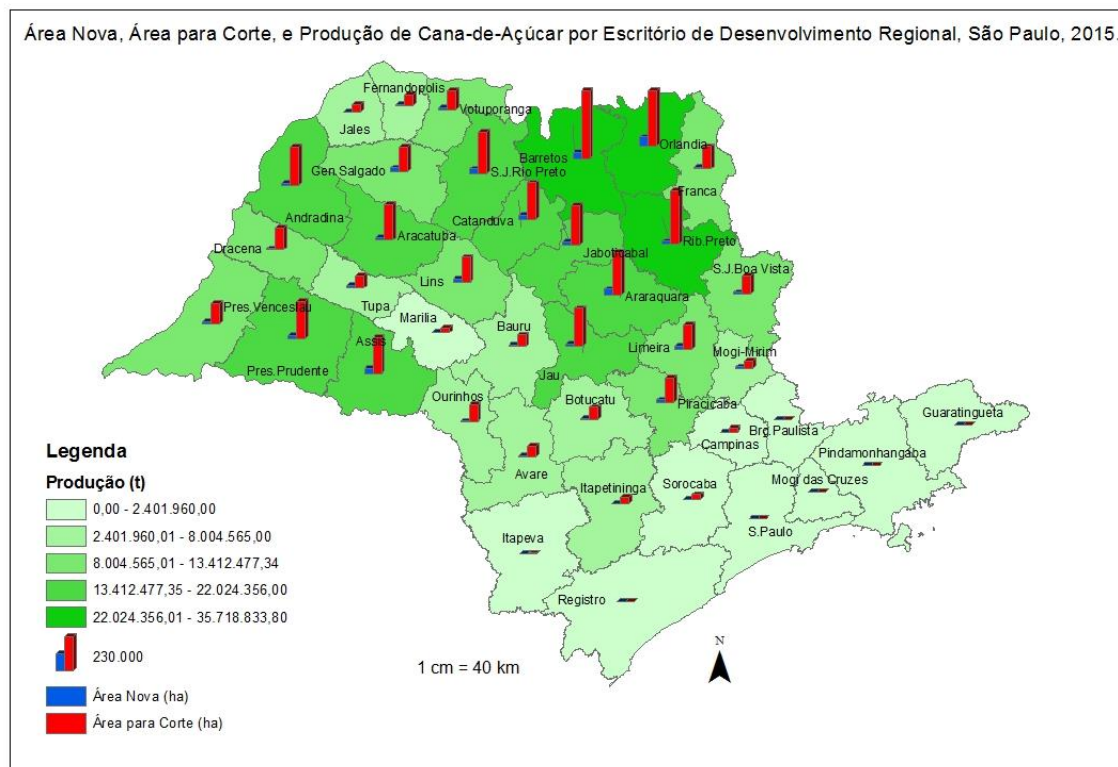 Área Nova, Área para Corte, e Produção de Cana-de-Açúcar por Escritório de Desenvolvimento Regional, São Paulo, 2015.
Fernandopolis
Jales
Votuporanga
Gen.Salgado
S.J.Rio Preto
Barretos
Orlandia
Franca
Andradina
Aracatuba
Catanduva
Jaboticabal
Rib.Preto
Dracena
Lins
Araraquara
S.J.Boa Vista
Pres.Venceslau
Tupa
Marilia
Bauru
Limeira
Mogi-Mirim
Assis
Pres.Prudente
Jau
Ourinhos
Botucatu
Piracicaba
Brg.Paulista
Guaratingueta
Campinas
Pindamonhangaba
Avare
Itapetininga
Sorocaba
Mogi das Cruzes
S.Paulo
Itapeva
Registro
Legenda
Produção (t)
0,00 - 2.401.960,00
2.401.960,01 - 8.004.565,00
8.004.565,01 - 13.412.477,34
13.412.477,35 - 22.024.356,00
22.024.356,01 - 35.718.833,80
230.000
Área Nova (ha)
Área para Corte (ha)
1 cm = 40 km
N